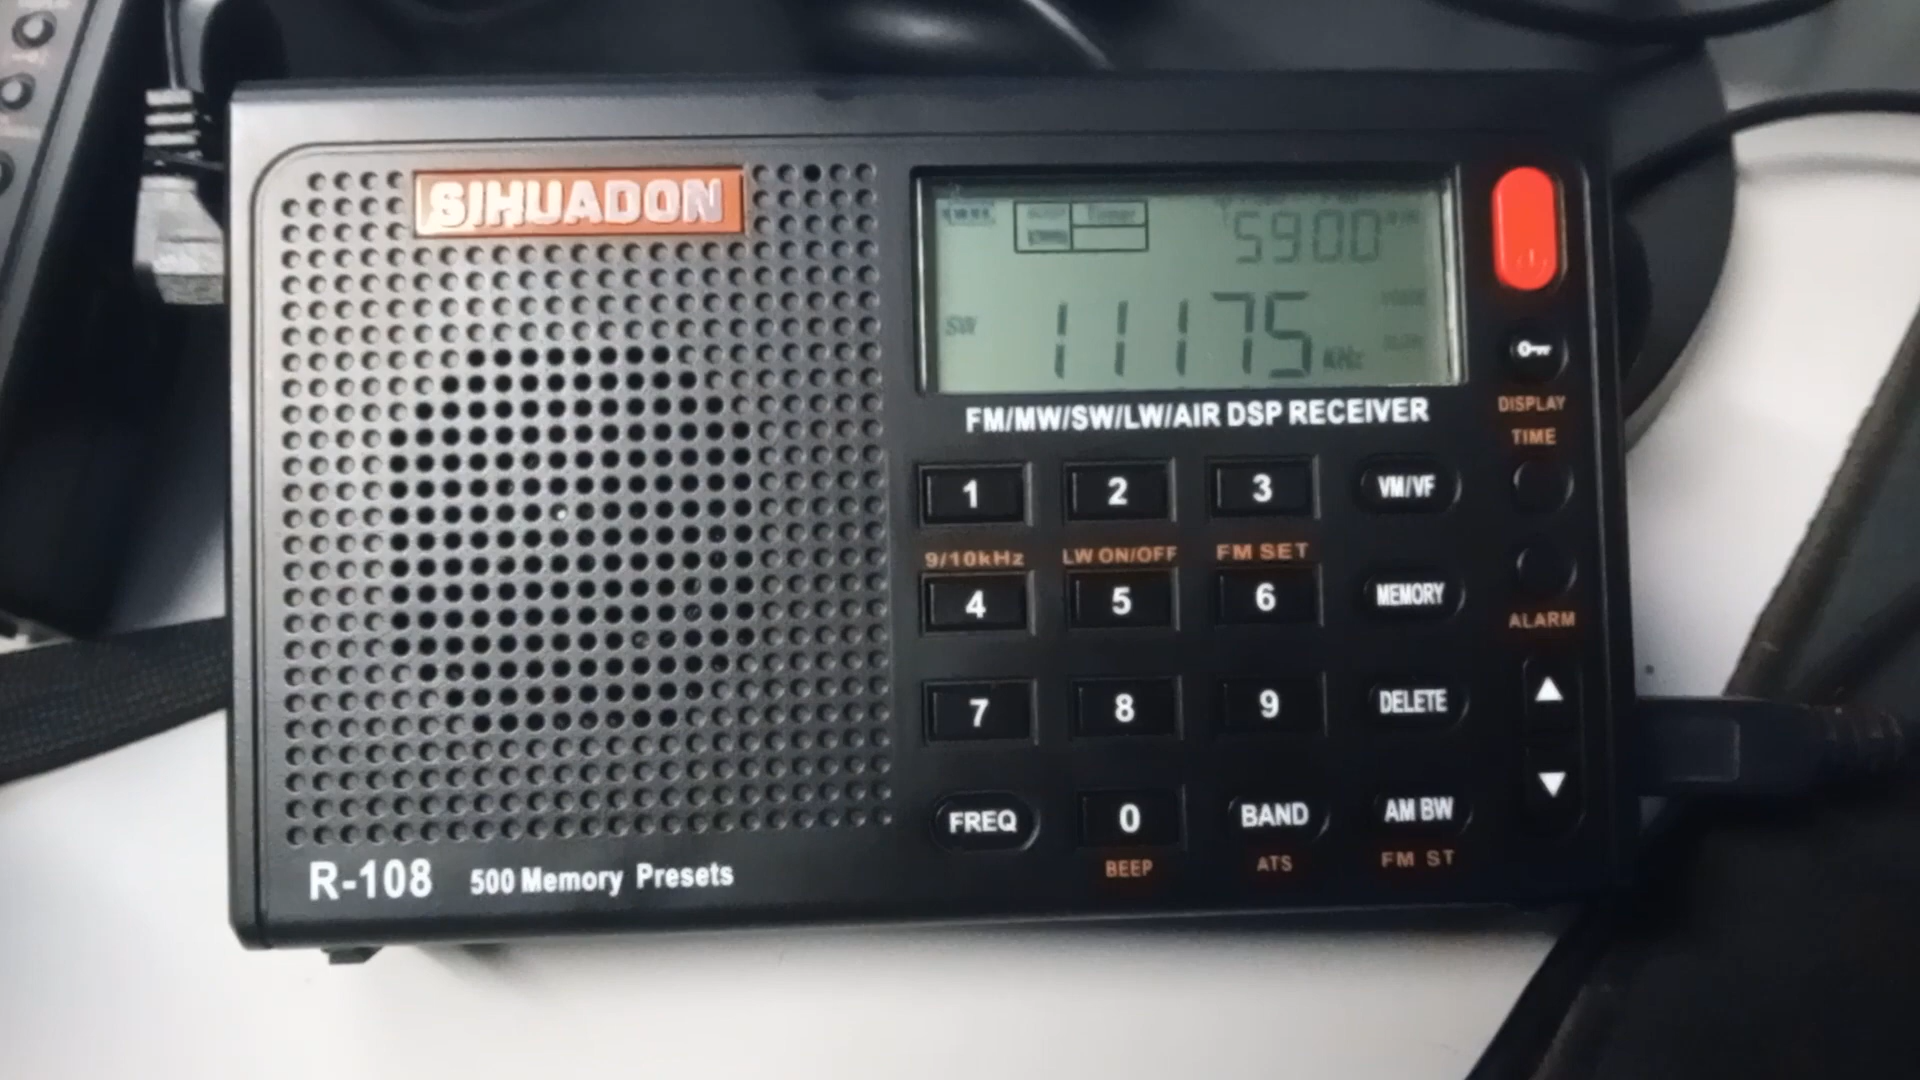 SIHUADON
Timer
5900
SW
11175 kHz
FM/MW/SW/LW/AIR DSP RECEIVER
DISPLAY
TIME
1 2 3 VM/VF
9/10kHz LW ON/OFF FM SET
4 5 6 MEMORY
ALARM
7 8 9 DELETE
FREQ 0 BAND AM BW
BEEP ATS FM ST
R-108 500 Memory Presets